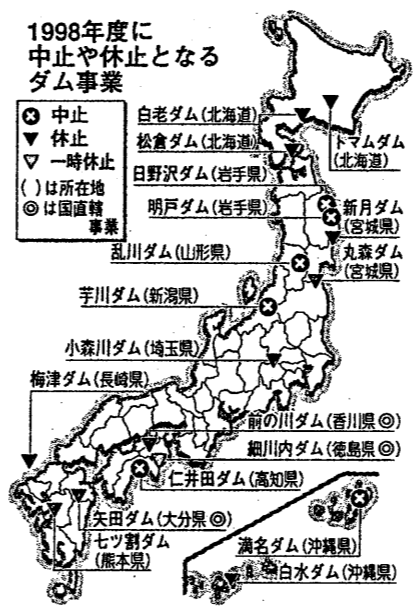 1998年度に
中止や休止となる
ダム事業
中止
休止
一時休止
( )は所在地
◎は国直轄
事業
白老ダム(北海道)
松倉ダム(北海道)
トマムダム
(北海道)
日野沢ダム(岩手県)
明戸ダム(岩手県)
新月ダム
(宮城県)
丸森ダム
(宮城県)
乱川ダム(山形県)
芋川ダム(新潟県)
小森川ダム(埼玉県)
梅津ダム(長崎県)
前の川ダム(香川県◎)
細川内ダム(徳島県◎)
仁井田ダム(高知県)
矢田ダム(大分県◎)
七ツ割ダム
(熊本県)
満名ダム(沖縄県)
白水ダム(沖縄県)